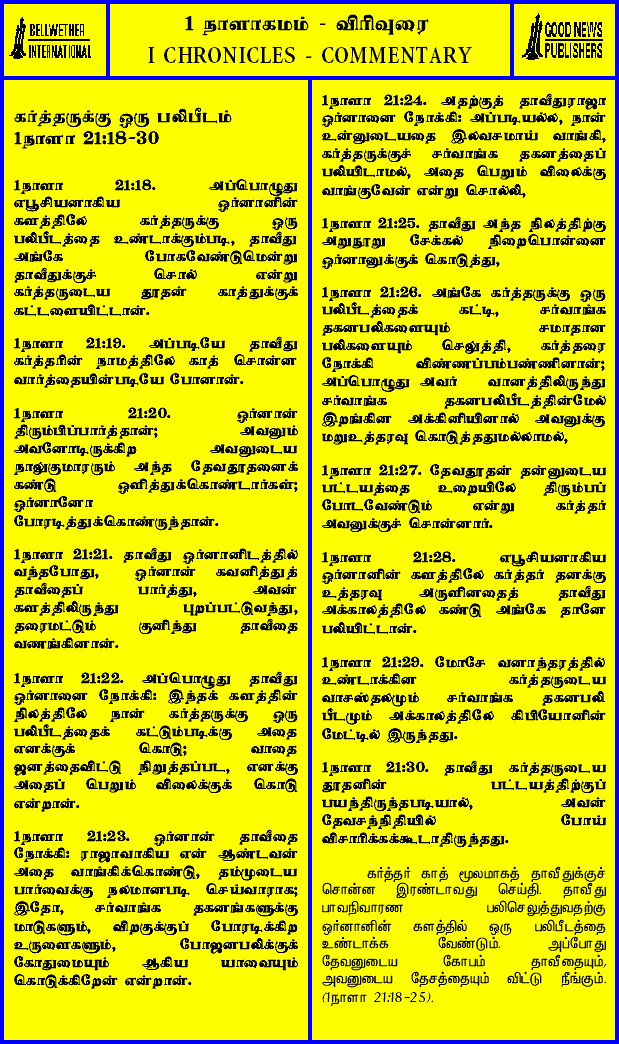 BELLWETHER
INTERNATIONAL
1 நாளாகமம் - விரிவுரை
I CHRONICLES - COMMENTARY
GOOD NEWS
PUBLISHERS
கர்த்தருக்கு ஒரு பலிபீடம்
1நாளா 21:18-30
1நாளா 21:18. அப்பொழுது
எபூசியனாகிய ஒர்னானின்
களத்திலே கர்த்தருக்கு ஒரு
பலிபீடத்தை உண்டாக்கும்படி, தாவீது
அங்கே போகவேண்டுமென்று
தாவீதுக்குச் சொல் என்று
கர்த்தருடைய தூதன் காத்துக்குக்
கட்டளையிட்டான்.
1நாளா 21:19. அப்படியே தாவீது
கர்த்தரின் நாமத்திலே காத் சொன்ன
வார்த்தையின்படியே போனான்.
1நாளா 21:20. ஒர்னான்
திரும்பிப்பார்த்தான்; அவனும்
அவனோடிருக்கிற அவனுடைய
நாலுகுமாரரும் அந்த தேவதூதனைக்
கண்டு ஒளித்துக்கொண்டார்கள்;
ஒர்னானோ
போரடித்துக்கொண்ருந்தான்.
1நாளா 21:21. தாவீது ஒர்னானிடத்தில்
வந்தபோது, ஒர்னான் கவனித்துத்
தாவீதைப் பார்த்து, அவன்
களத்திலிருந்து புறப்பட்டுவந்து,
தரைமட்டும் குனிந்து தாவீதை
வணங்கினான்.
1நாளா 21:22. அப்பொழுது தாவீது
ஒர்னானை நோக்கி: இந்தக் களத்தின்
நிலத்திலே நான் கர்த்தருக்கு ஒரு
பலிபீடத்தைக் கட்டும்படிக்கு அதை
எனக்குக் கொடு; வாதை
ஜனத்தைவிட்டு நிறுத்தப்பட, எனக்கு
அதைப் பெறும் விலைக்குக் கொடு
என்றான்.
1நாளா 21:23. ஒர்னான் தாவீதை
நோக்கி: ராஜாவாகிய என் ஆண்டவன்
அதை வாங்கிக்கொண்டு, தம்முடைய
பார்வைக்கு நலமானபடி செய்வாராக;
இதோ, சர்வாங்க தகனங்களுக்கு
மாடுகளும், விறகுக்குப் போரடிக்கிற
உருளைகளும், போஜனபலிக்குக்
கோதுமையும் ஆகிய யாவையும்
கொடுக்கிறேன் என்றான்.
1நாளா 21:24. அதற்குத் தாவீதுராஜா
ஒர்னானை நோக்கி: அப்படியல்ல, நான்
உன்னுடையதை இலவசமாய் வாங்கி,
கர்த்தருக்குச் சர்வாங்க தகனத்தைப்
பலியிடாமல், அதை பெறும் விலைக்கு
வாங்குவேன் என்று சொல்லி,
1நாளா 21:25. தாவீது அந்த நிலத்திற்கு
அறுநூறு சேக்கல் நிறைபொன்னை
ஒர்னானுக்குக் கொடுத்து,
1நாளா 21:26. அங்கே கர்த்தருக்கு ஒரு
பலிபீடத்தைக் கட்டி, சர்வாங்க
தகனபலிகளையும் சமாதான
பலிகளையும் செலுத்தி, கர்த்தரை
நோக்கி விண்ணப்பம்பண்ணினான்;
அப்பொழுது அவர் வானத்திலிருந்து
சர்வாங்க தகனபலிபீடத்தின்மேல்
இறங்கின அக்கினியினால் அவனுக்கு
மறுஉத்தரவு கொடுத்ததுமல்லாமல்,
1நாளா 21:27. தேவதூதன் தன்னுடைய
பட்டயத்தை உறையிலே திரும்பப்
போடவேண்டும் என்று கர்த்தர்
அவனுக்குச் சொன்னார்.
1நாளா 21:28. எபூசியனாகிய
ஒர்னானின் களத்திலே கர்த்தர் தனக்கு
உத்தரவு அருளினதைத் தாவீது
அக்காலத்திலே கண்டு அங்கே தானே
பலியிட்டான்.
1நாளா 21:29. மோசே வனாந்தரத்தில்
உண்டாக்கின கர்த்தருடைய
வாசஸ்தலமும் சர்வாங்க தகனபலி
பீடமும் அக்காலத்திலே கிபியோனின்
மேட்டில் இருந்தது.
1நாளா 21:30. தாவீது கர்த்தருடைய
தூதனின் பட்டயத்திற்குப்
பயந்திருந்தபடியால், அவன்
தேவசந்நிதியில் போய்
விசாரிக்கக்கூடாதிருந்தது.
கர்த்தர் காத் மூலமாகத் தாவீதுக்குச்
சொன்ன இரண்டாவது செய்தி. தாவீது
பாவநிவாரண பலிசெலுத்துவதற்கு
ஒர்னானின் களத்தில் ஒரு பலிபீடத்தை
உண்டாக்க வேண்டும். அப்போது
தேவனுடைய கோபம் தாவீதையும்,
அவனுடைய தேசத்தையும் விட்டு நீங்கும்.
(1நாளா 21:18-25).